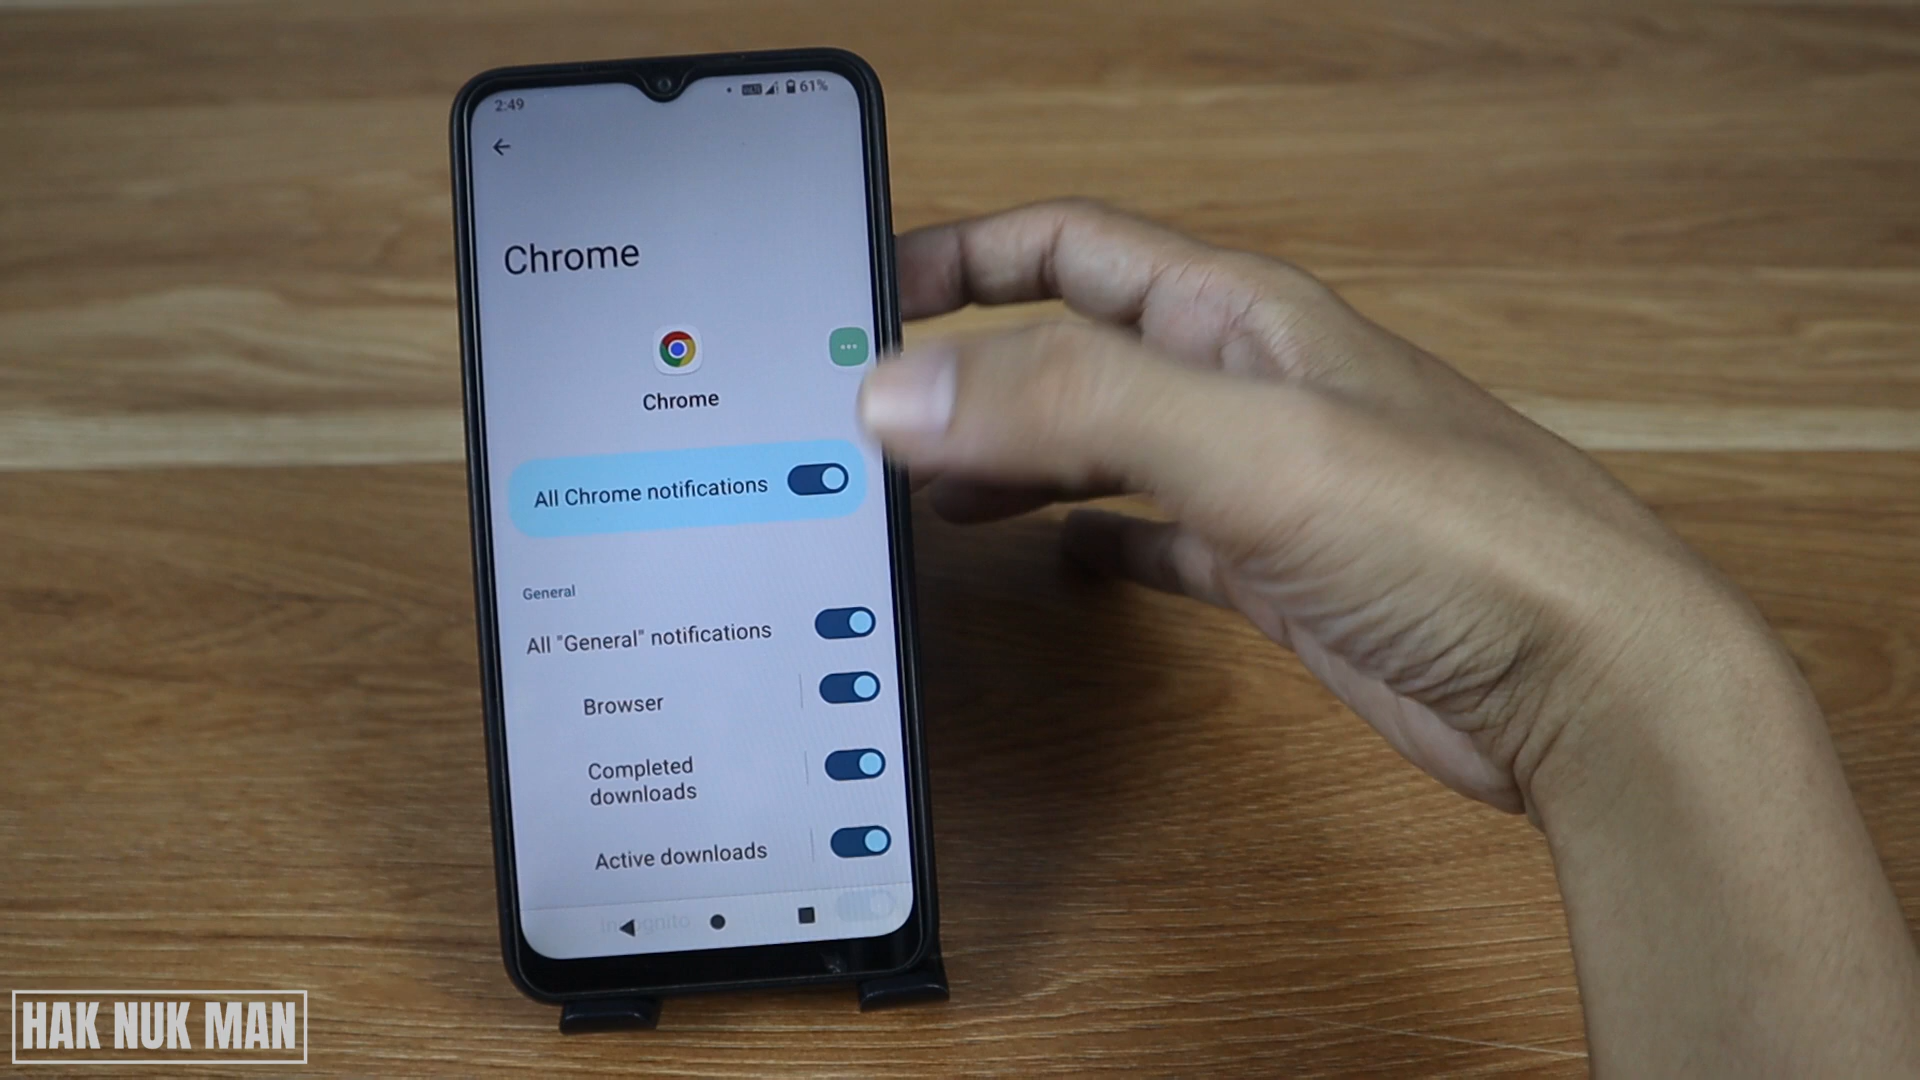 2:49
61%
Chrome
Chrome
All Chrome notifications
General
All "General" notifications
Browser
Completed
downloads
Active downloads
Incognito
HAK NUK MAN